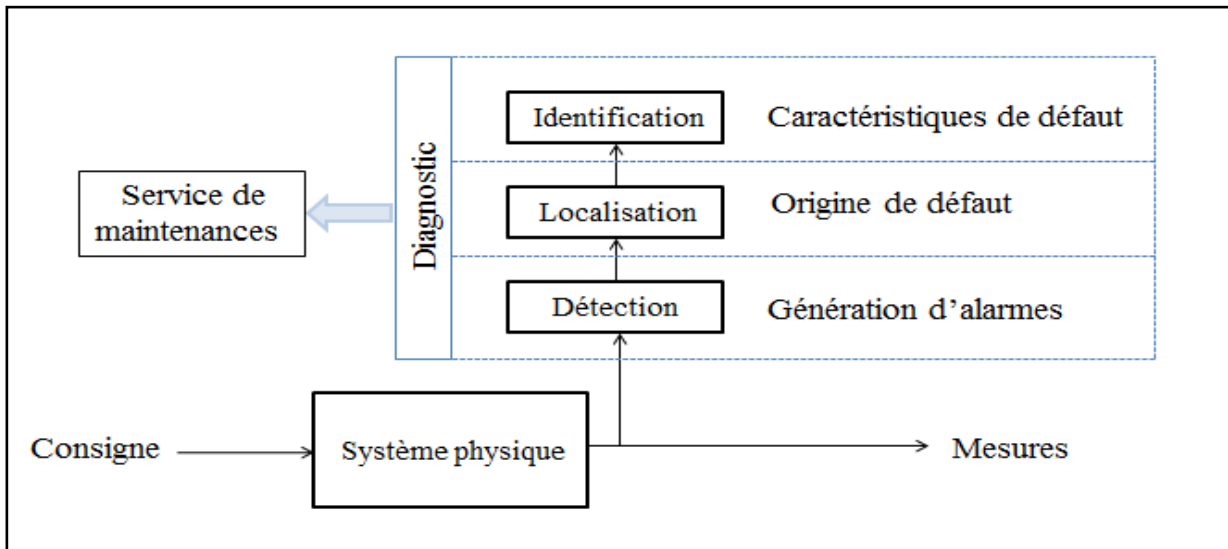 Identification
Caractéristiques de défaut
Service de
maintenances
Diagnostic
Localisation
Origine de défaut
Détection
Génération d'alarmes
Consigne
Système physique
Mesures